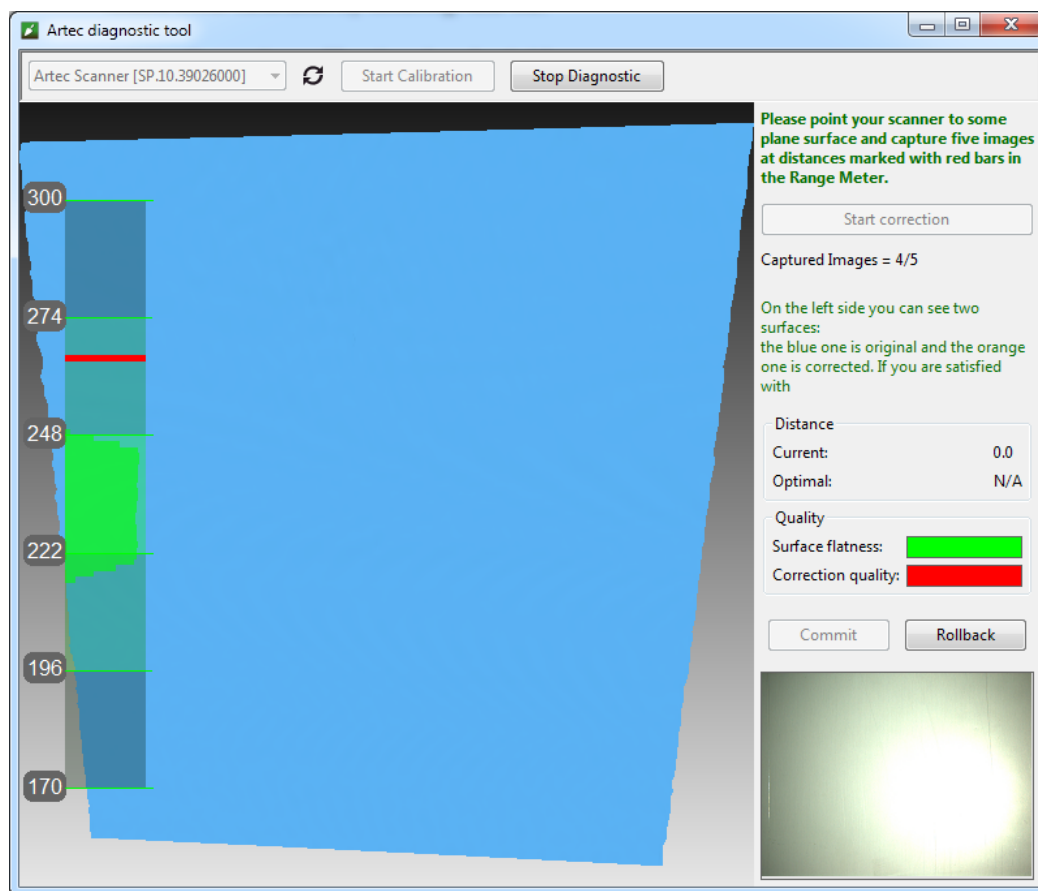 Artec diagnostic tool
Artec Scanner [SP.10.39026000]
Start Calibration
Stop Diagnostic
Please point your scanner to some
plane surface and capture five images
at distances marked with red bars in
the Range Meter.
Start correction
Captured Images = 4/5
On the left side you can see two
surfaces:
the blue one is original and the orange
one is corrected. If you are satisfied
with
Distance
Current: 0.0
Optimal: N/A
Quality
Surface flatness:
Correction quality:
Commit
Rollback
300
274
248
222
196
170